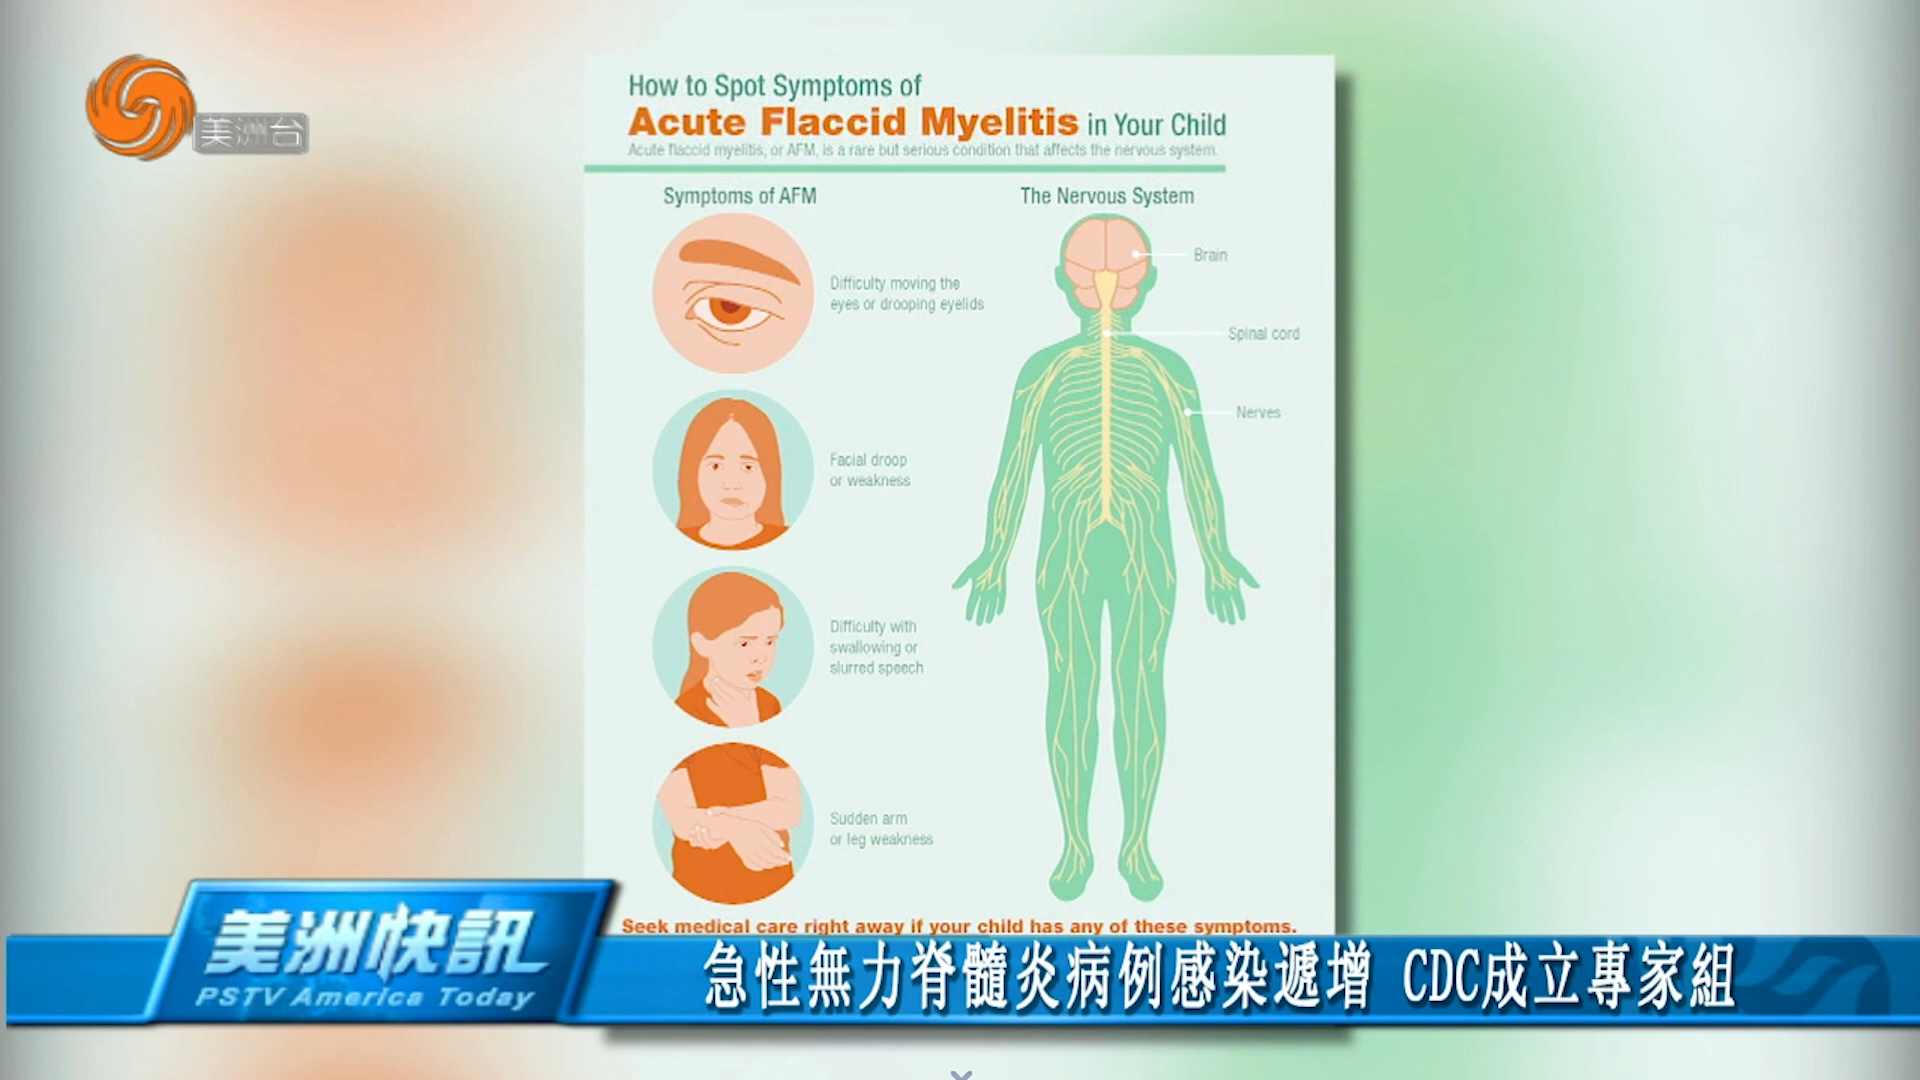 美洲台
How to Spot Symptoms of
Acute Flaccid Myelitis in Your Child
Acute flaccid myelitis, or AFM, is a rare but serious condition that affects the nervous system.
Symptoms of AFM
Difficulty moving the
eyes or drooping eyelids
Facial droop
or weakness
Difficulty with
swallowing or
slurred speech
Sudden arm
or leg weakness
The Nervous System
Brain
Spinal cord
Nerves
Seek medical care right away if your child has any of these symptoms.
美洲快訊
PSTV America Today
急性無力脊髓炎病例感染遞增 CDC成立專家組